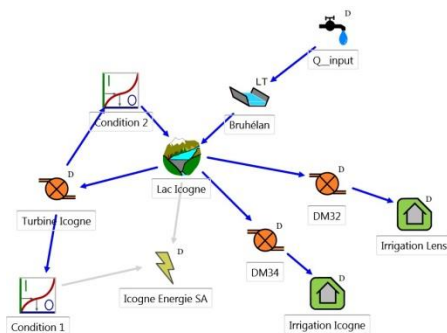 D
Q_input
LT
Bruhélan
D
Condition 2
D
Lac Icogne
D
Turbine Icogne
D
DM32
D
Irrigation Lens
D
DM34
D
Irrigation Icogne
D
Icogne Energie SA
D
Condition 1